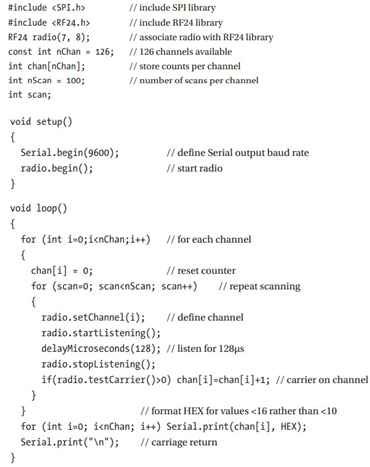 #include <SPI.h> // include SPI library
#include <RF24.h> // include RF24 library
RF24 radio(7, 8); // associate radio with RF24 library
const int nChan = 126; // 126 channels available
int chan[nChan]; // store counts per channel
int nScan = 100; // number of scans per channel
int scan;
void setup()
{
Serial.begin(9600); // define Serial output baud rate
radio.begin(); // start radio
}
void loop()
{
for (int i=0;i<nChan;i++) // for each channel
{
chan[i] = 0; // reset counter
for (scan=0; scan<nScan; scan++) // repeat scanning
{
radio.setChannel(i); // define channel
radio.startListening();
delayMicroseconds(128); // listen for 128µs
radio.stopListening();
if(radio.testCarrier()>0) chan[i]=chan[i]+1; // carrier on channel
}
} // format HEX for values <16 rather than <10
for (int i=0; i<nChan; i++) Serial.print(chan[i], HEX);
Serial.print("\n"); // carriage return
}